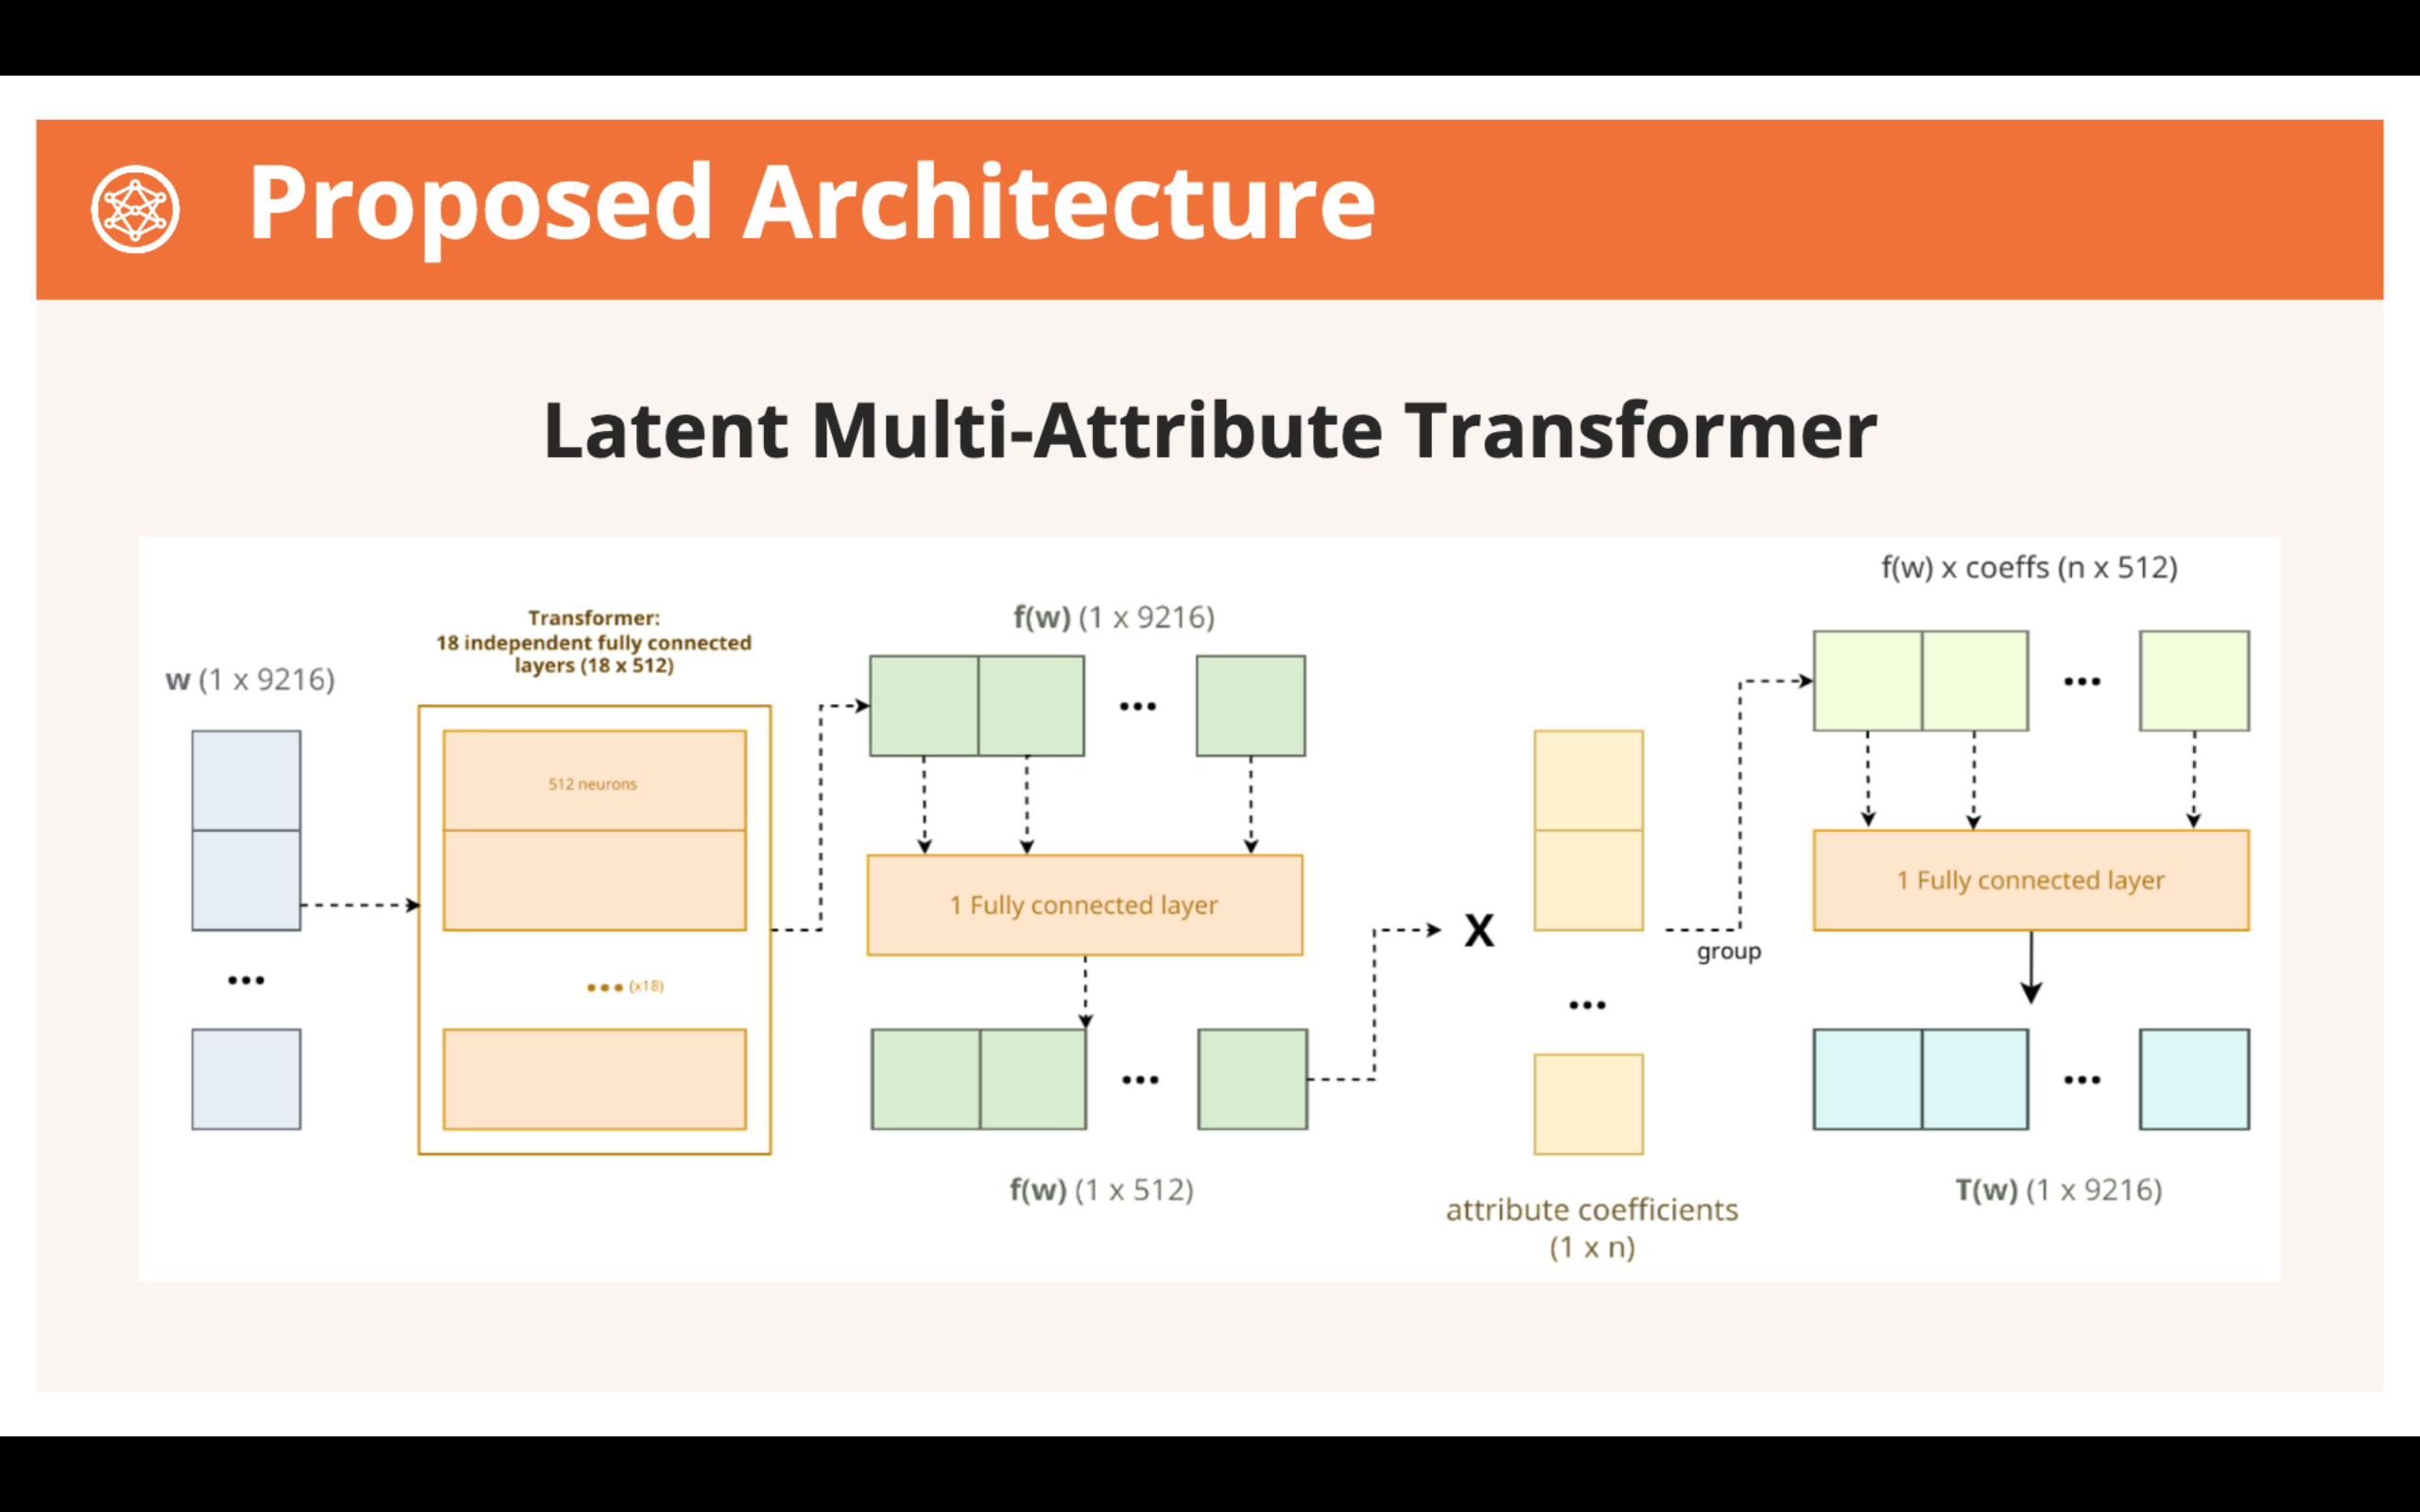 Proposed Architecture
Latent Multi-Attribute Transformer
w (1 x 9216)
Transformer:
18 independent fully connected
layers (18 x 512)
512 neurons
(x18)
f(w) (1 x 9216)
1 Fully connected layer
f(w) (1 x 512)
X
attribute coefficients
(1 x n)
group
f(w) x coeffs (n x 512)
1 Fully connected layer
T(w) (1 x 9216)